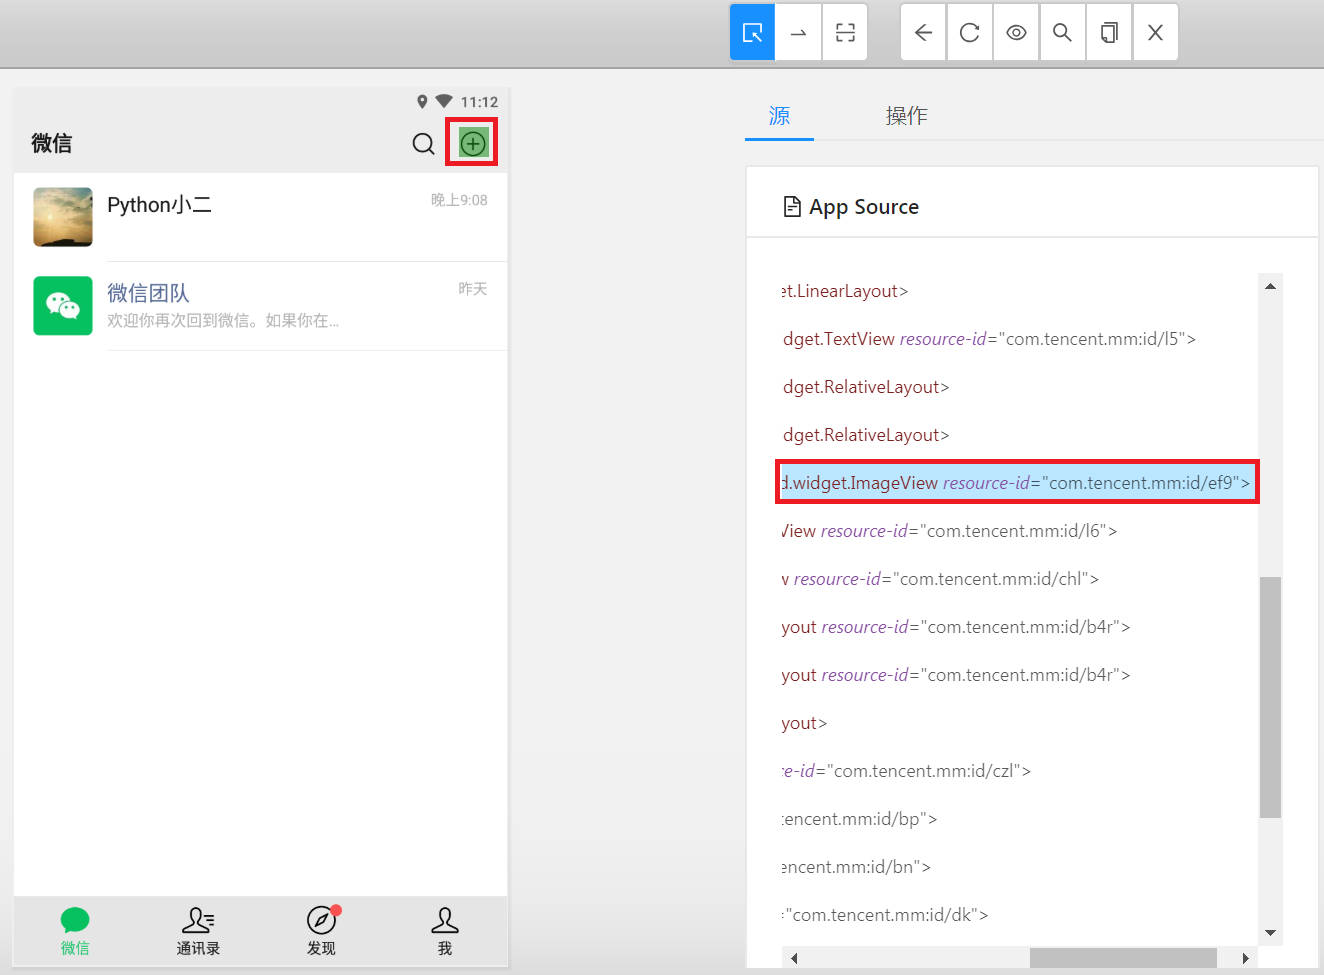 11:12
微信
Python小二
晚上9:08
微信团队
昨天
欢迎你再次回到微信。如果你在...
微信
通讯录
发现
我
源
操作
App Source
et.LinearLayout>
dget.TextView resource-id="com.tencent.mm:id/l5">
dget.RelativeLayout>
dget.RelativeLayout>
d.widget.ImageView resource-id="com.tencent.mm:id/ef9">
View resource-id="com.tencent.mm:id/l6">
w resource-id="com.tencent.mm:id/chl">
yout resource-id="com.tencent.mm:id/b4r">
yout resource-id="com.tencent.mm:id/b4r">
yout>
ce-id="com.tencent.mm:id/czl">
tencent.mm:id/bp">
encent.mm:id/bn">
="com.tencent.mm:id/dk">